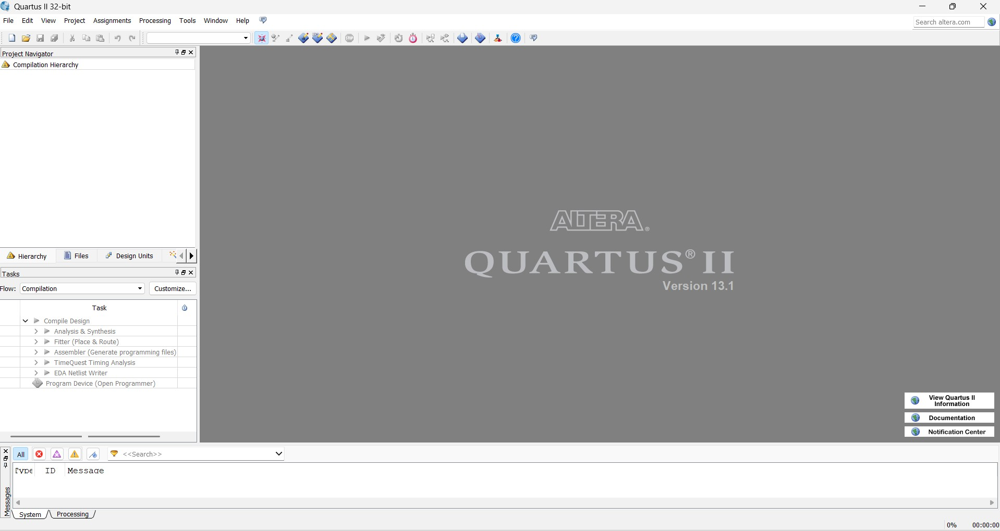 Quartus II 32-bit
File Edit View Project Assignments Processing Tools Window Help
Search altera.com
STOP
Project Navigator
Compilation Hierarchy
Hierarchy Files Design Units
Tasks
Flow: Compilation Customize...
Task
Compile Design
Analysis & Synthesis
Fitter (Place & Route)
Assembler (Generate programming files)
TimeQuest Timing Analysis
EDA Netlist Writer
Program Device (Open Programmer)
ALTERA®
QUARTUS® II
Version 13.1
View Quartus II
Information
Documentation
Notification Center
All <<Search>>
Type ID Message
Messages
System Processing
0% 00:00:00